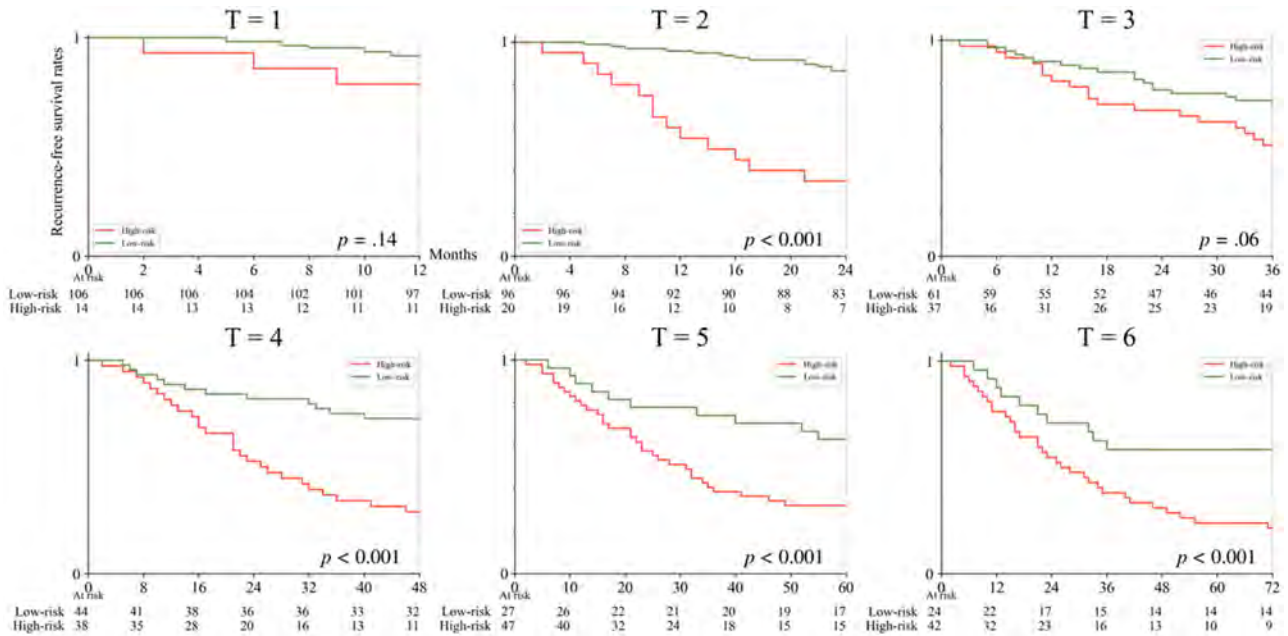 T = 1
T = 2
T = 3
Recurrence-free survival rates
1
0
High-risk
Low-risk
p = .14
0 2 4 6 8 10 12
Months
At risk
Low-risk 106 106 106 104 102 101 97
High-risk 14 14 13 13 12 11 11
1
0
High-risk
Low-risk
p < 0.001
0 4 8 12 16 20 24
At risk
Low-risk 96 96 94 92 90 88 83
High-risk 20 19 16 12 10 8 7
1
0
High-risk
Low-risk
p = .06
0 6 12 18 24 30 36
At risk
Low-risk 61 59 55 52 47 46 44
High-risk 37 36 31 26 25 23 19
T = 4
T = 5
T = 6
1
0
High-risk
Low-risk
p < 0.001
0 8 16 24 32 40 48
At risk
Low-risk 44 41 38 36 36 33 32
High-risk 38 35 28 20 16 13 11
1
0
High-risk
Low-risk
p < 0.001
0 10 20 30 40 50 60
At risk
Low-risk 27 26 22 21 20 19 17
High-risk 47 40 32 24 18 15 15
1
0
High-risk
Low-risk
p < 0.001
0 12 24 36 48 60 72
At risk
Low-risk 24 22 17 15 14 14 14
High-risk 42 32 23 16 13 10 9